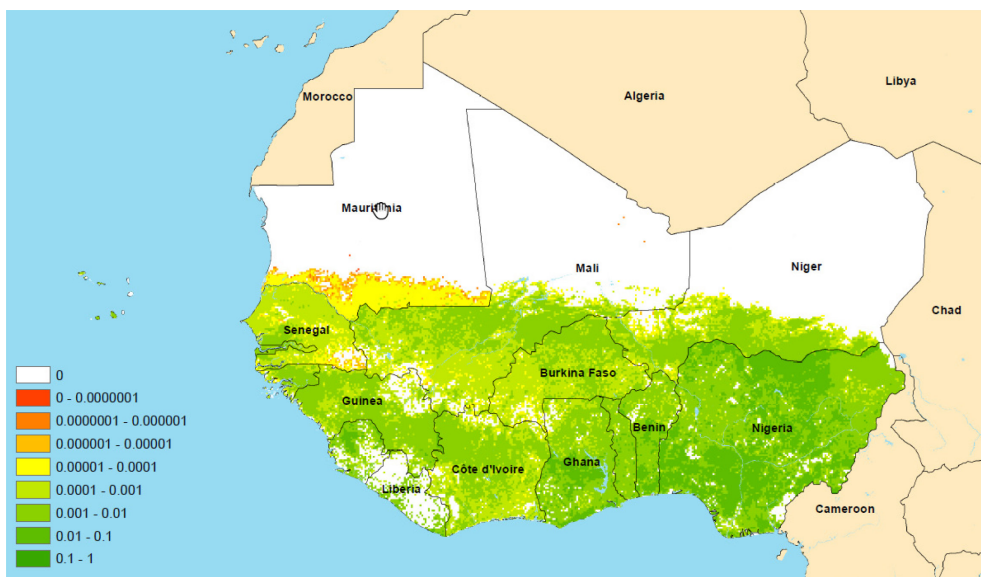 Libya
Algeria
Morocco
Mauritania
Mali
Niger
Chad
Senegal
Burkina Faso
Guinea
Benin
Nigeria
Côte d'Ivoire
Ghana
Liberia
Cameroon
0
0 - 0.0000001
0.0000001 - 0.000001
0.000001 - 0.00001
0.00001 - 0.0001
0.0001 - 0.001
0.001 - 0.01
0.01 - 0.1
0.1 - 1